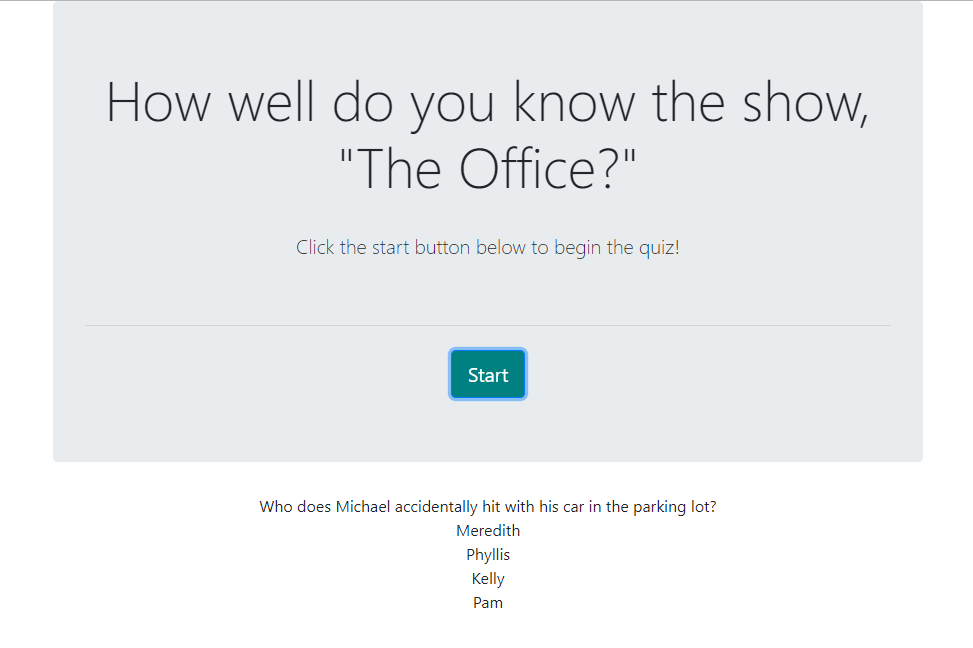 How well do you know the show,
"The Office?"
Click the start button below to begin the quiz!
Start
Who does Michael accidentally hit with his car in the parking lot?
Meredith
Phyllis
Kelly
Pam